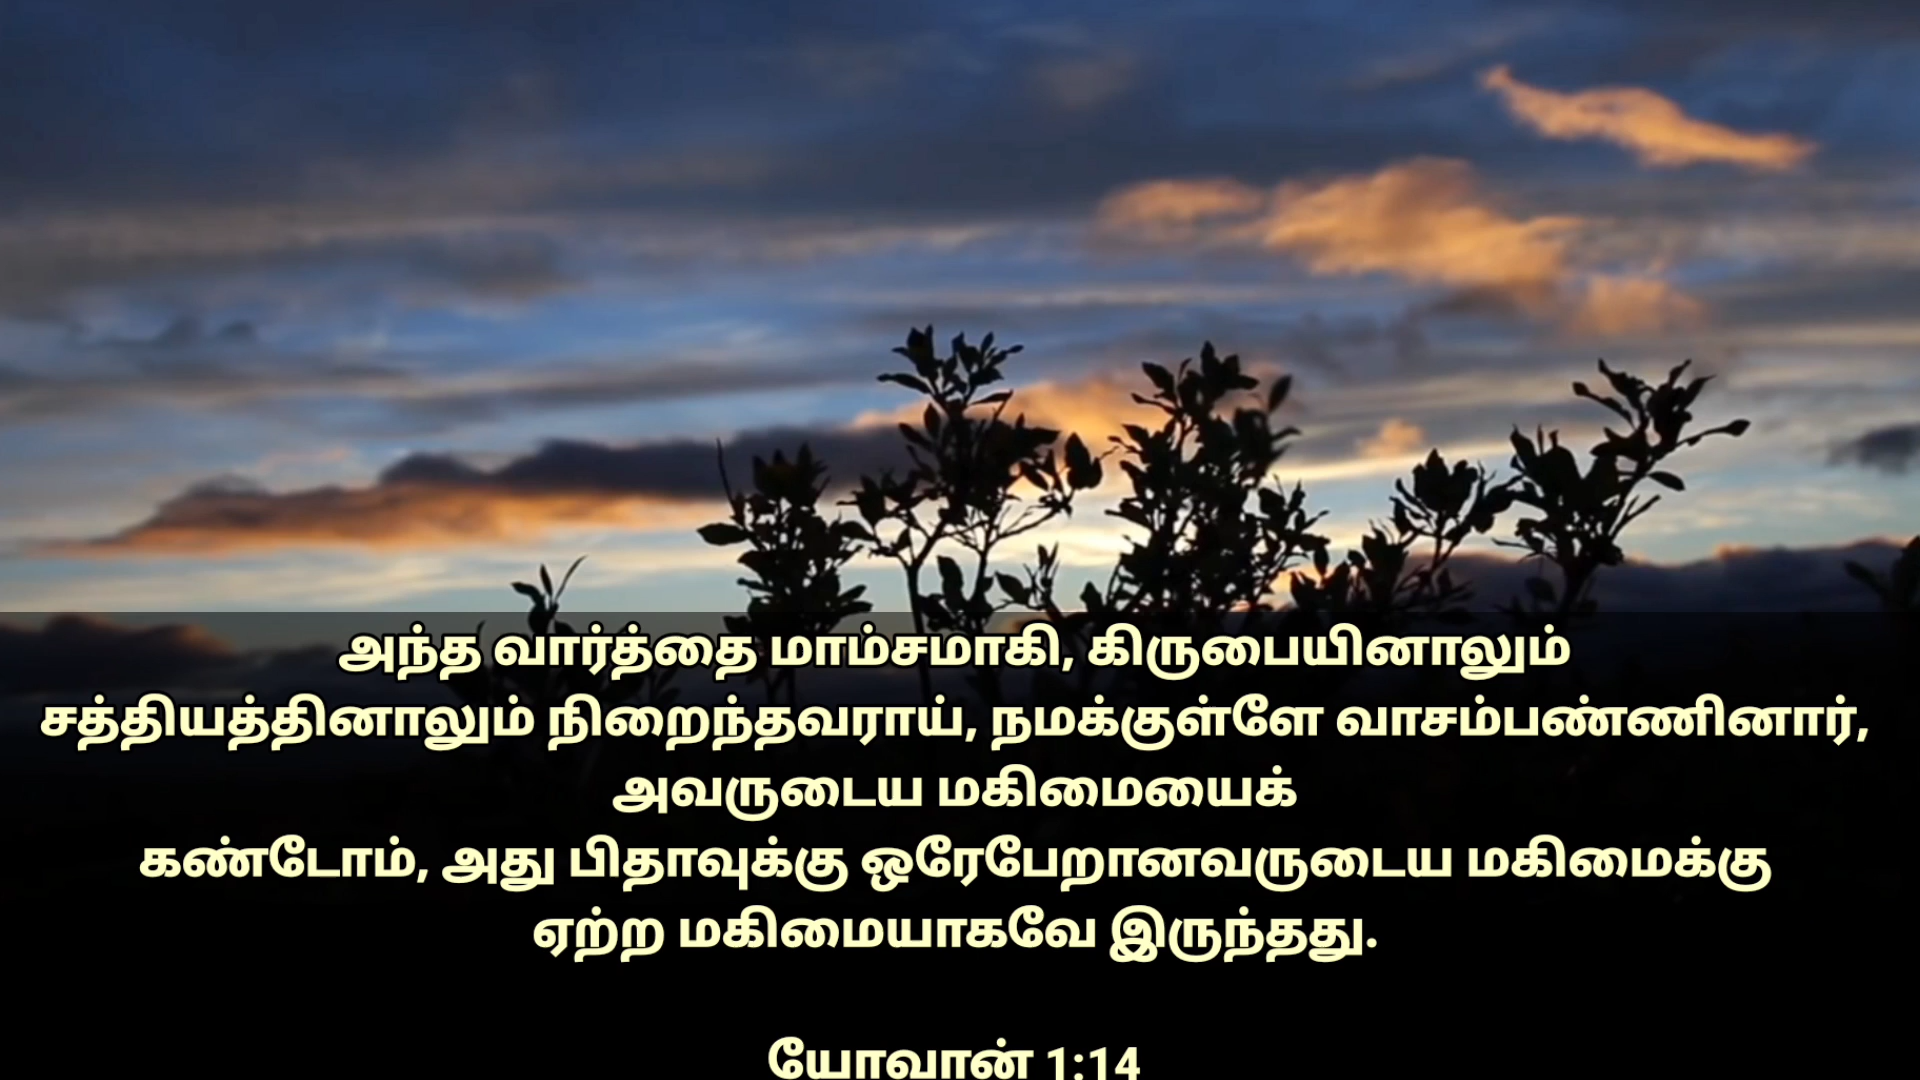 அந்த வார்த்தை மாம்சமாகி, கிருபையினாலும்
சத்தியத்தினாலும் நிறைந்தவராய், நமக்குள்ளே வாசம்பண்ணினார்,
அவருடைய மகிமையைக்
கண்டோம், அது பிதாவுக்கு ஒரேபேறானவருடைய மகிமைக்கு
ஏற்ற மகிமையாகவே இருந்தது.
யோவான் 1:14